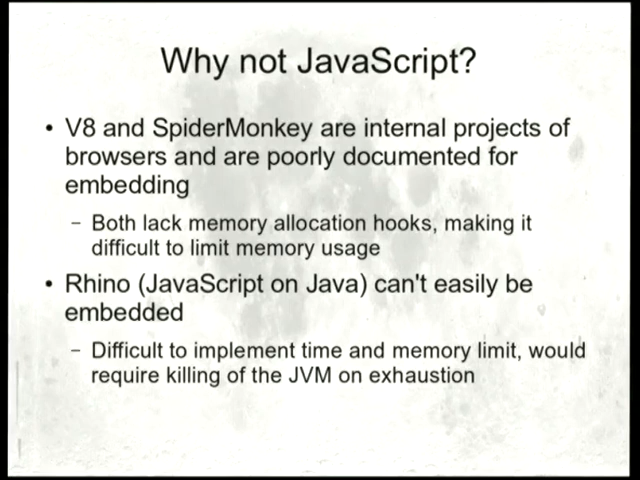 Why not JavaScript?
• V8 and SpiderMonkey are internal projects of
browsers and are poorly documented for
embedding
– Both lack memory allocation hooks, making it
difficult to limit memory usage
• Rhino (JavaScript on Java) can't easily be
embedded
– Difficult to implement time and memory limit, would
require killing of the JVM on exhaustion